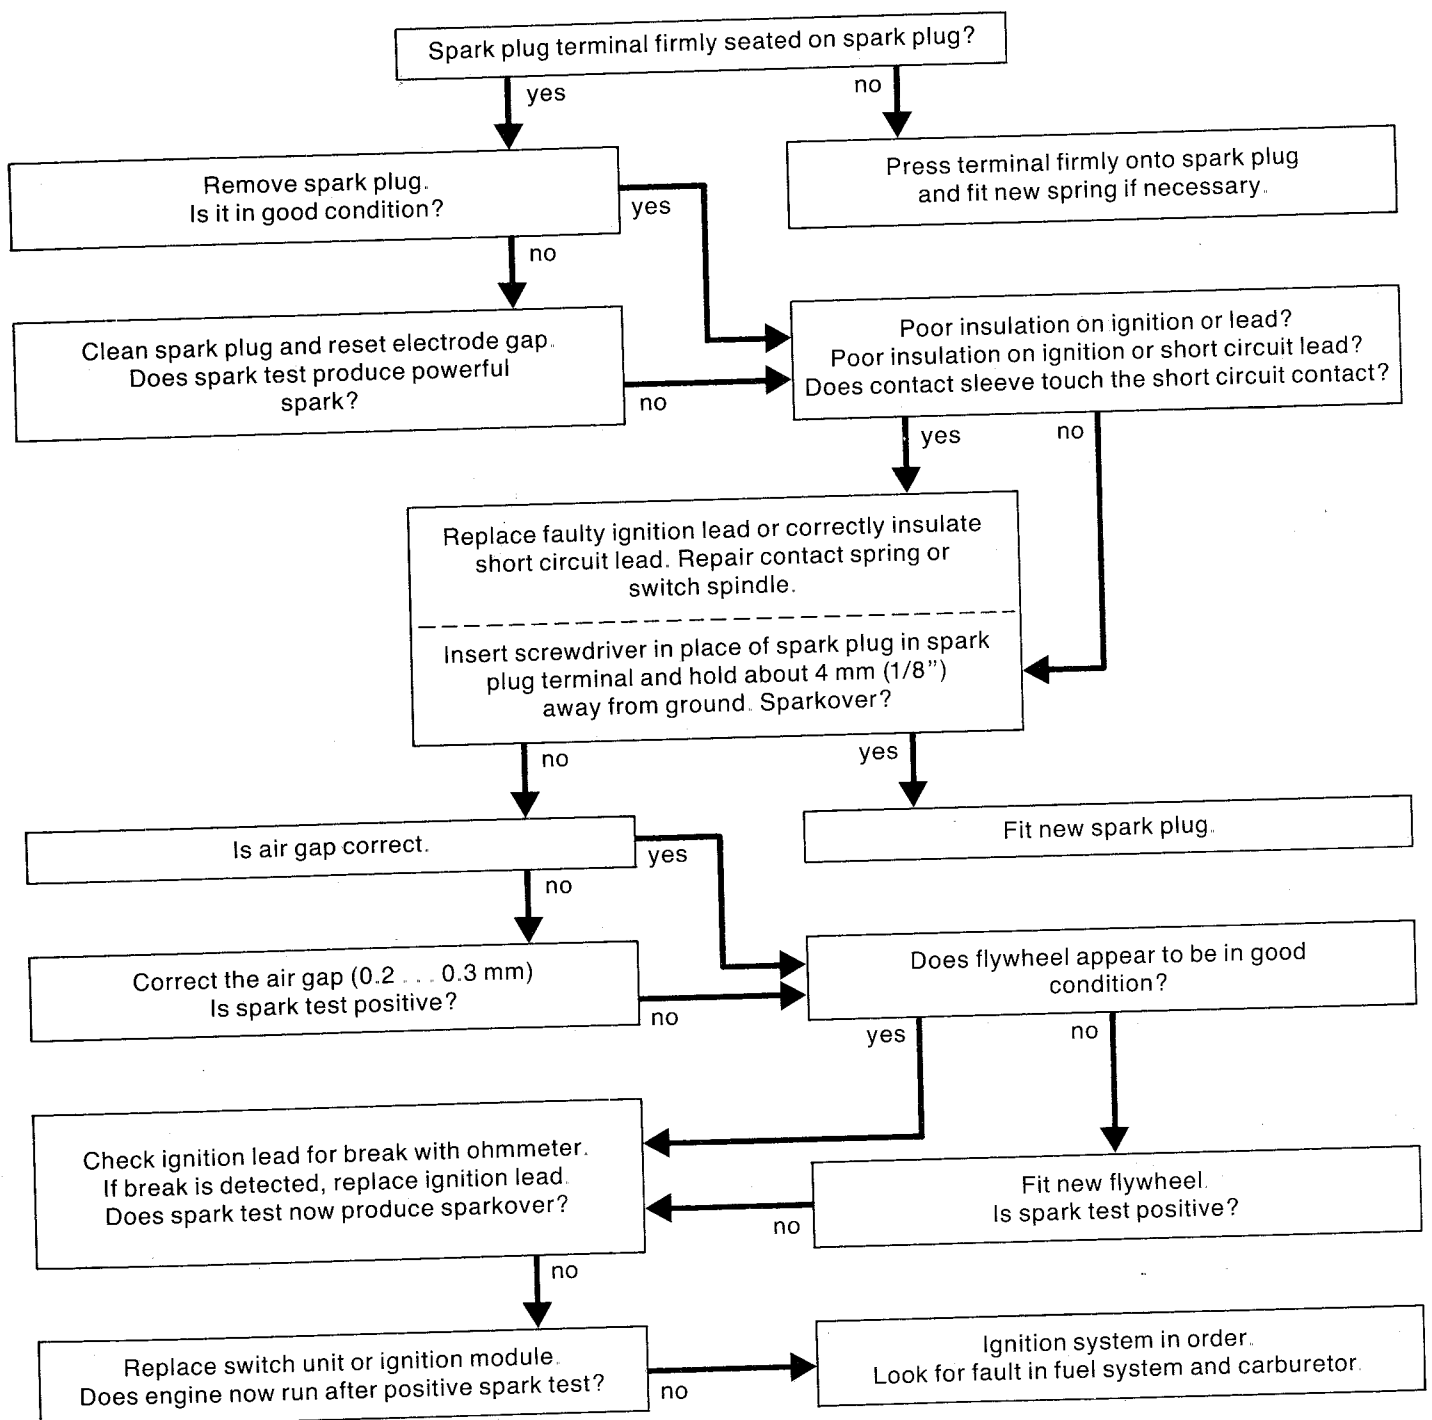 Spark plug terminal firmly seated on spark plug?
yes
no
Remove spark plug.
Is it in good condition?
yes
Press terminal firmly onto spark plug
and fit new spring if necessary.
no
Clean spark plug and reset electrode gap.
Does spark test produce powerful
spark?
no
Poor insulation on ignition or lead?
Poor insulation on ignition or short circuit lead?
Does contact sleeve touch the short circuit contact?
yes
no
Replace faulty ignition lead or correctly insulate
short circuit lead. Repair contact spring or
switch spindle.
Insert screwdriver in place of spark plug in spark
plug terminal and hold about 4 mm (1/8”)
away from ground. Sparkover?
no
yes
Is air gap correct.
yes
Fit new spark plug.
no
Correct the air gap (0.2 . . . 0.3 mm)
Is spark test positive?
no
Does flywheel appear to be in good
condition?
yes
no
Check ignition lead for break with ohmmeter.
If break is detected, replace ignition lead.
Does spark test now produce sparkover?
Fit new flywheel.
Is spark test positive?
no
no
Replace switch unit or ignition module.
Does engine now run after positive spark test?
no
Ignition system in order.
Look for fault in fuel system and carburetor.